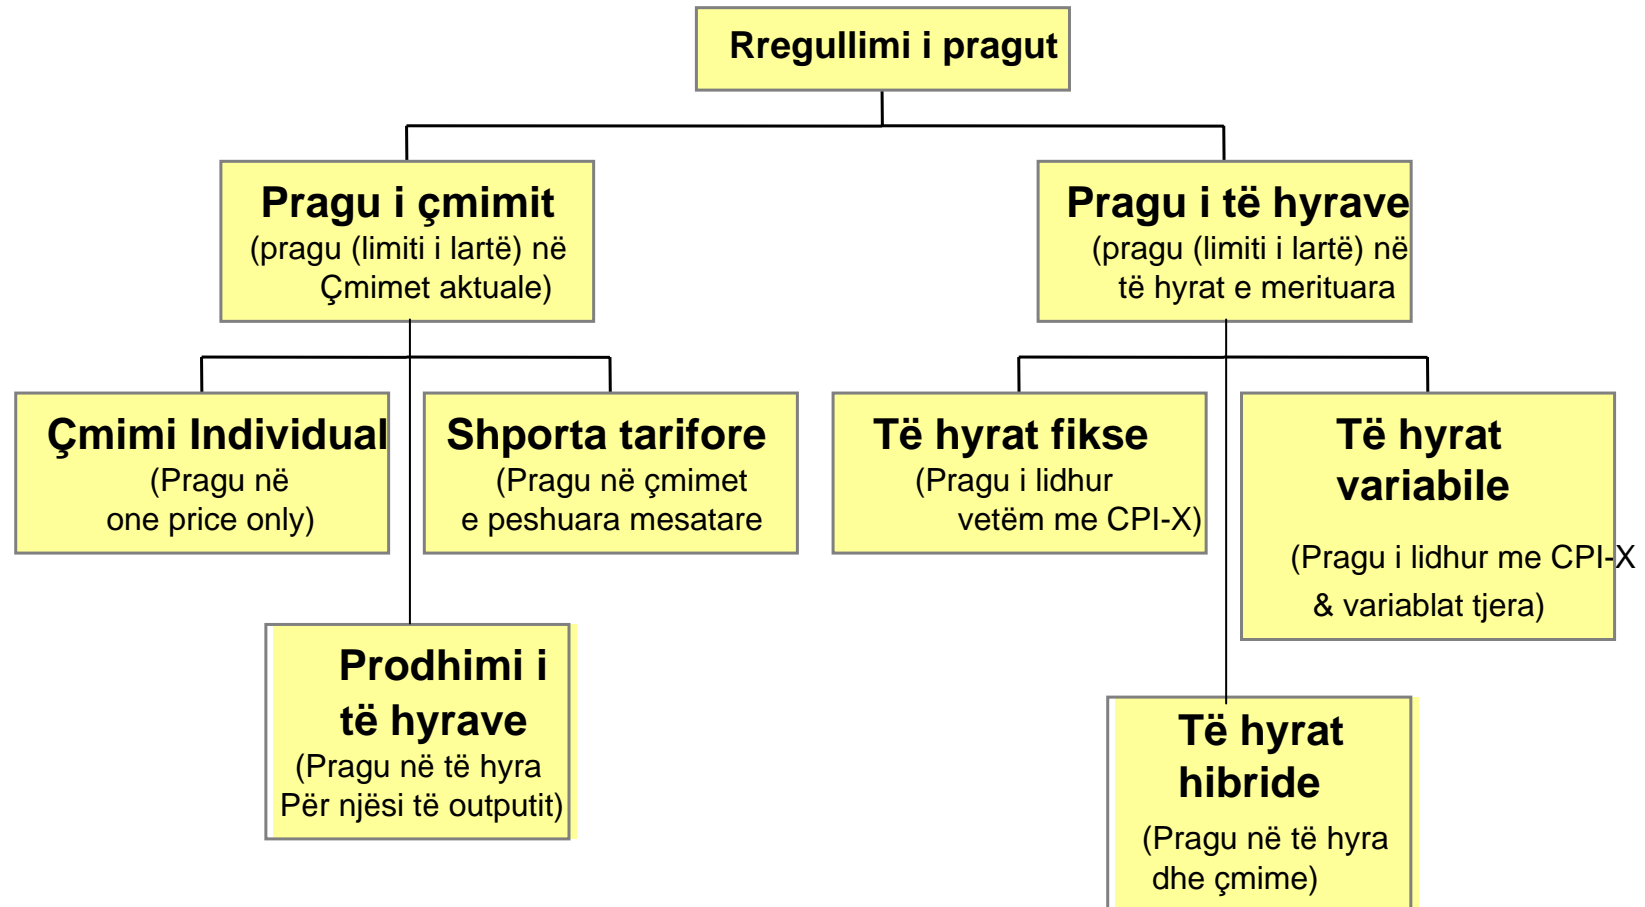 Rregullimi i pragut
Pragu i çmimit
(pragu (limiti i lartë) në
Çmimet aktuale)
Pragu i të hyrave
(pragu (limiti i lartë) në
të hyrat e merituara
Çmimi Individual
(Pragu në
one price only)
Shporta tarifore
(Pragu në çmimet
e peshuara mesatare
Të hyrat fikse
(Pragu i lidhur
vetëm me CPI-X)
Të hyrat
variabile
(Pragu i lidhur me CPI-X
& variablat tjera)
Prodhimi i
të hyrave
(Pragu në të hyra
Për njësi të outputit)
Të hyrat
hibride
(Pragu në të hyra
dhe çmime)